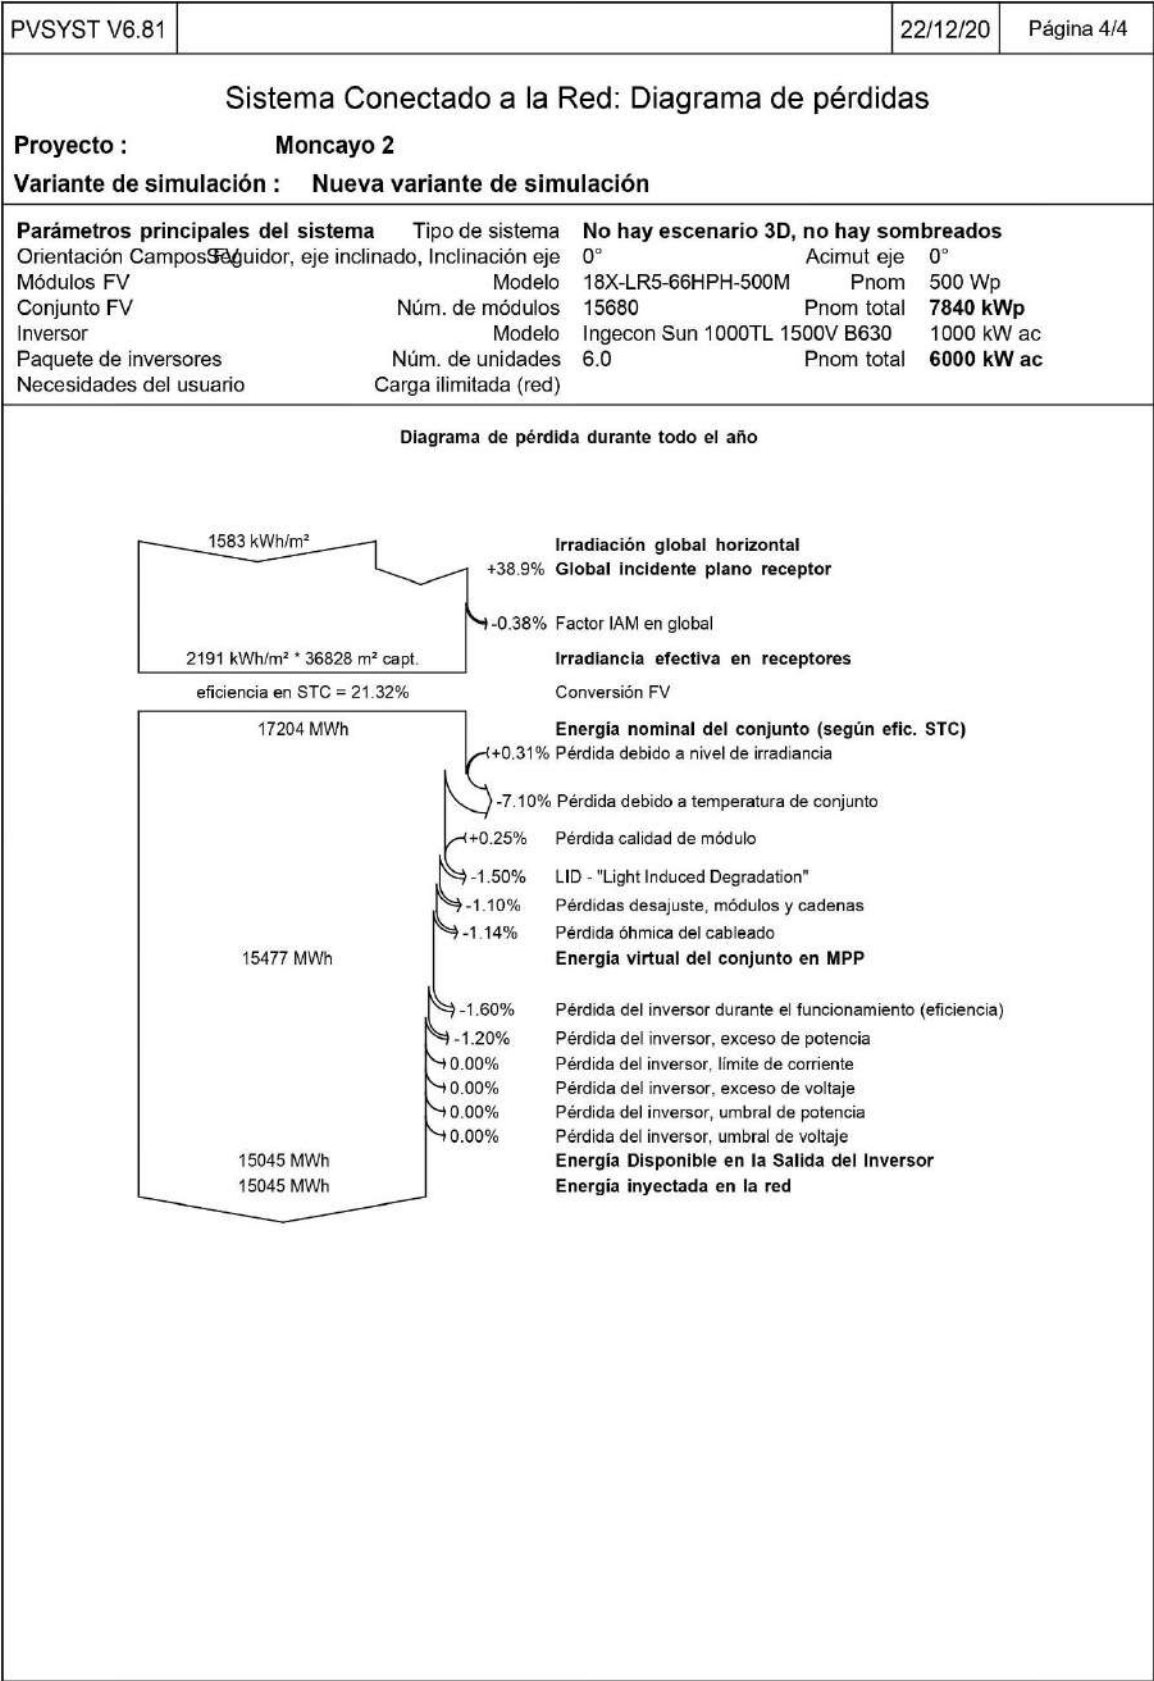 PVSYST V6.81 22/12/20 Página 4/4
Sistema Conectado a la Red: Diagrama de pérdidas
Proyecto : Moncayo 2
Variante de simulación : Nueva variante de simulación
Parámetros principales del sistema Tipo de sistema No hay escenario 3D, no hay sombreados
Orientación Campos FV Seguidor, eje inclinado, Inclinación eje 0° Acimut eje 0°
Módulos FV Modelo 18X-LR5-66HPH-500M Pnom 500 Wp
Conjunto FV Núm. de módulos 15680 Pnom total 7840 kWp
Inversor Modelo Ingecon Sun 1000TL 1500V B630 1000 kW ac
Paquete de inversores Núm. de unidades 6.0 Pnom total 6000 kW ac
Necesidades del usuario Carga ilimitada (red)
Diagrama de pérdida durante todo el año
1583 kWh/m² Irradiación global horizontal
+38.9% Global incidente plano receptor
-0.38% Factor IAM en global
2191 kWh/m² * 36828 m² capt. Irradiancia efectiva en receptores
eficiencia en STC = 21.32% Conversión FV
17204 MWh Energía nominal del conjunto (según efic. STC)
+0.31% Pérdida debido a nivel de irradiancia
-7.10% Pérdida debido a temperatura de conjunto
+0.25% Pérdida calidad de módulo
-1.50% LID - "Light Induced Degradation"
-1.10% Pérdidas desajuste, módulos y cadenas
-1.14% Pérdida óhmica del cableado
15477 MWh Energía virtual del conjunto en MPP
-1.60% Pérdida del inversor durante el funcionamiento (eficiencia)
-1.20% Pérdida del inversor, exceso de potencia
0.00% Pérdida del inversor, límite de corriente
0.00% Pérdida del inversor, exceso de voltaje
0.00% Pérdida del inversor, umbral de potencia
0.00% Pérdida del inversor, umbral de voltaje
15045 MWh Energía Disponible en la Salida del Inversor
15045 MWh Energía inyectada en la red